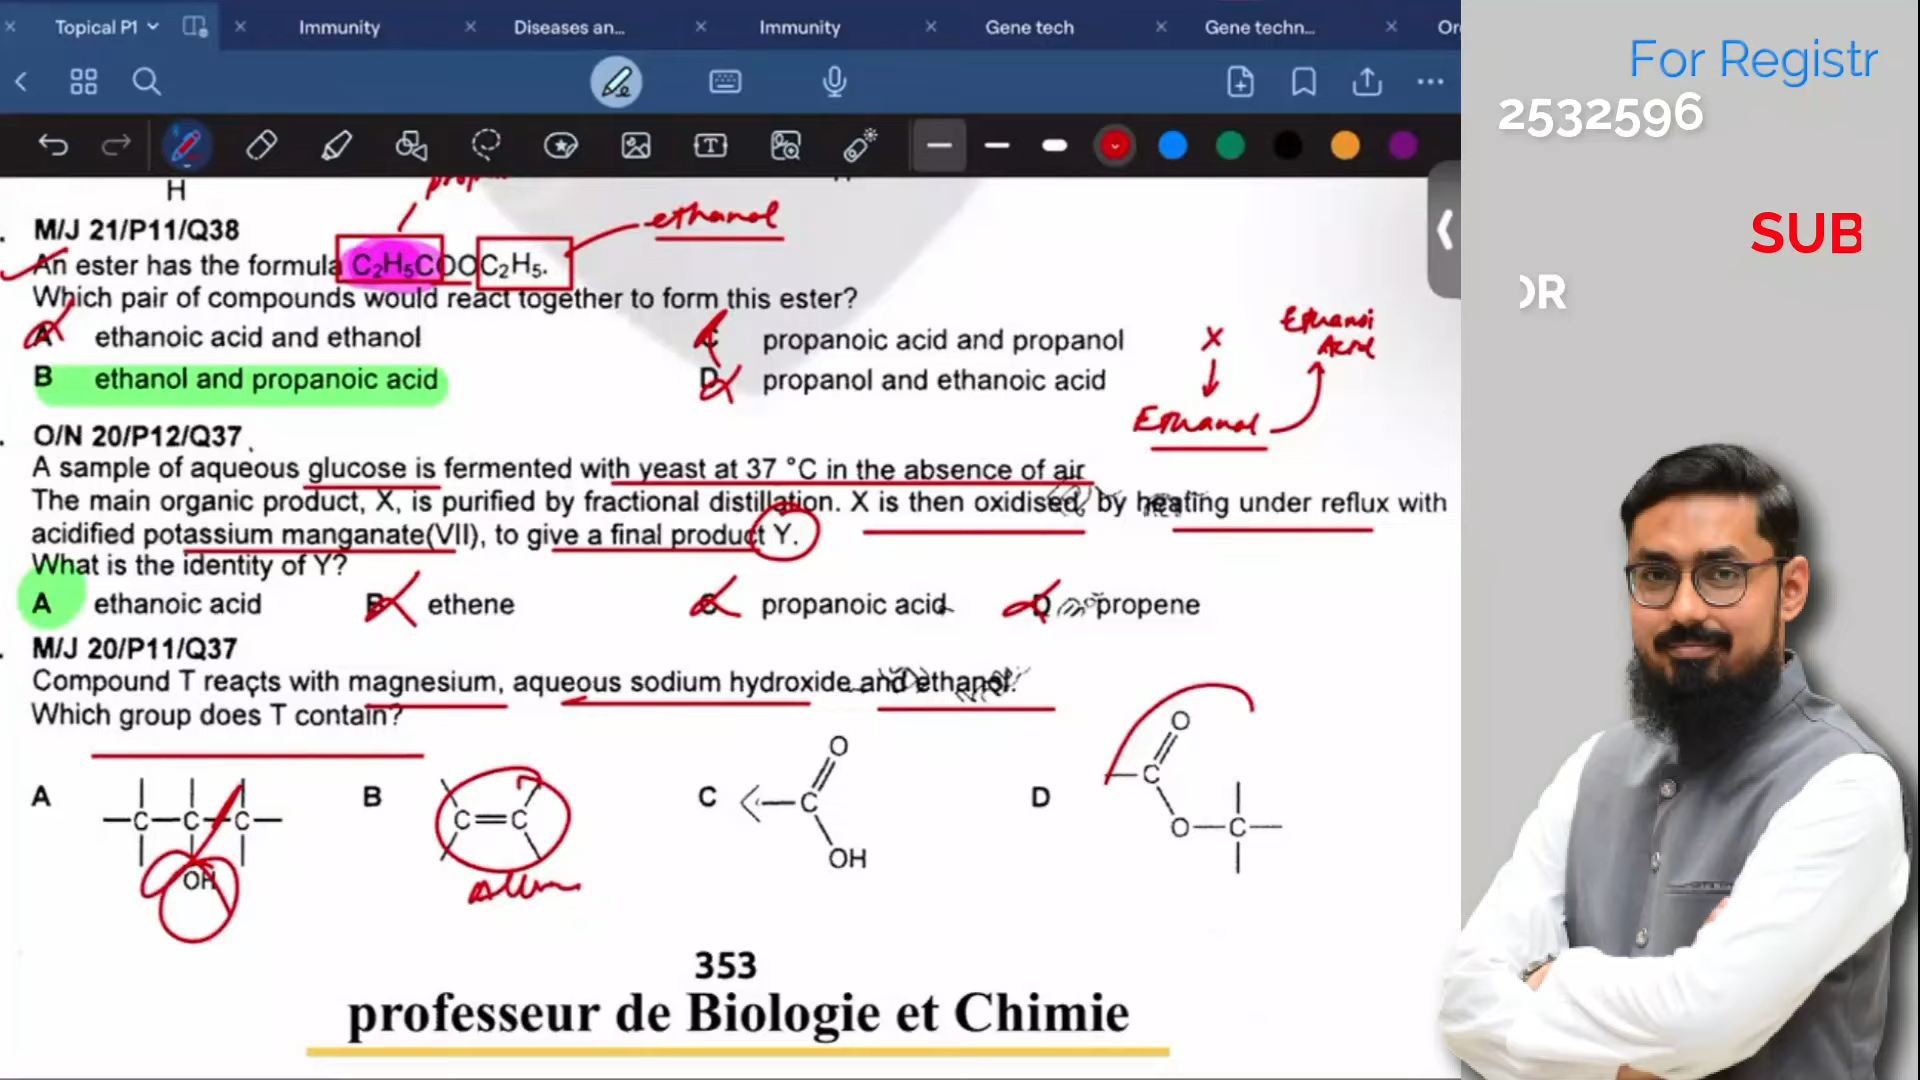 Topical P1
Immunity
Diseases an...
Immunity
Gene tech
Gene techn...
Or
For Registr
2532596
SUB
OR
H
M/J 21/P11/Q38
ethanol
An ester has the formula C₂H₅COOC₂H₅.
Which pair of compounds would react together to form this ester?
A ethanoic acid and ethanol
C propanoic acid and propanol
B ethanol and propanoic acid
D propanol and ethanoic acid
X
Ethanoi
Acid
Ethanol
O/N 20/P12/Q37
A sample of aqueous glucose is fermented with yeast at 37 °C in the absence of air
The main organic product, X, is purified by fractional distillation. X is then oxidised, by heating under reflux with
acidified potassium manganate(VII), to give a final product Y.
What is the identity of Y?
A ethanoic acid B ethene C propanoic acid D propene
M/J 20/P11/Q37
Compound T reacts with magnesium, aqueous sodium hydroxide and ethanol.
Which group does T contain?
A
C C C
OH
B
C C
C
C
O
OH
D
O
C
O C
353
professeur de Biologie et Chimie